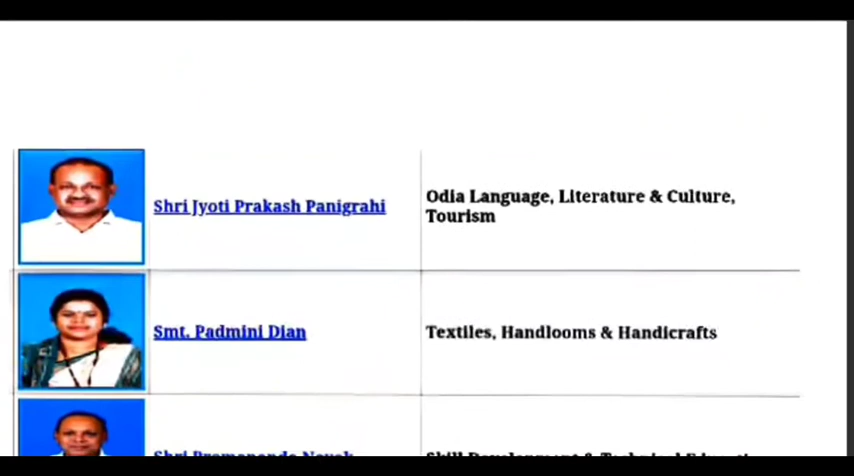 Shri Jyoti Prakash Panigrahi
Odia Language, Literature & Culture,
Tourism
Smt. Padmini Dian
Textiles, Handlooms & Handicrafts